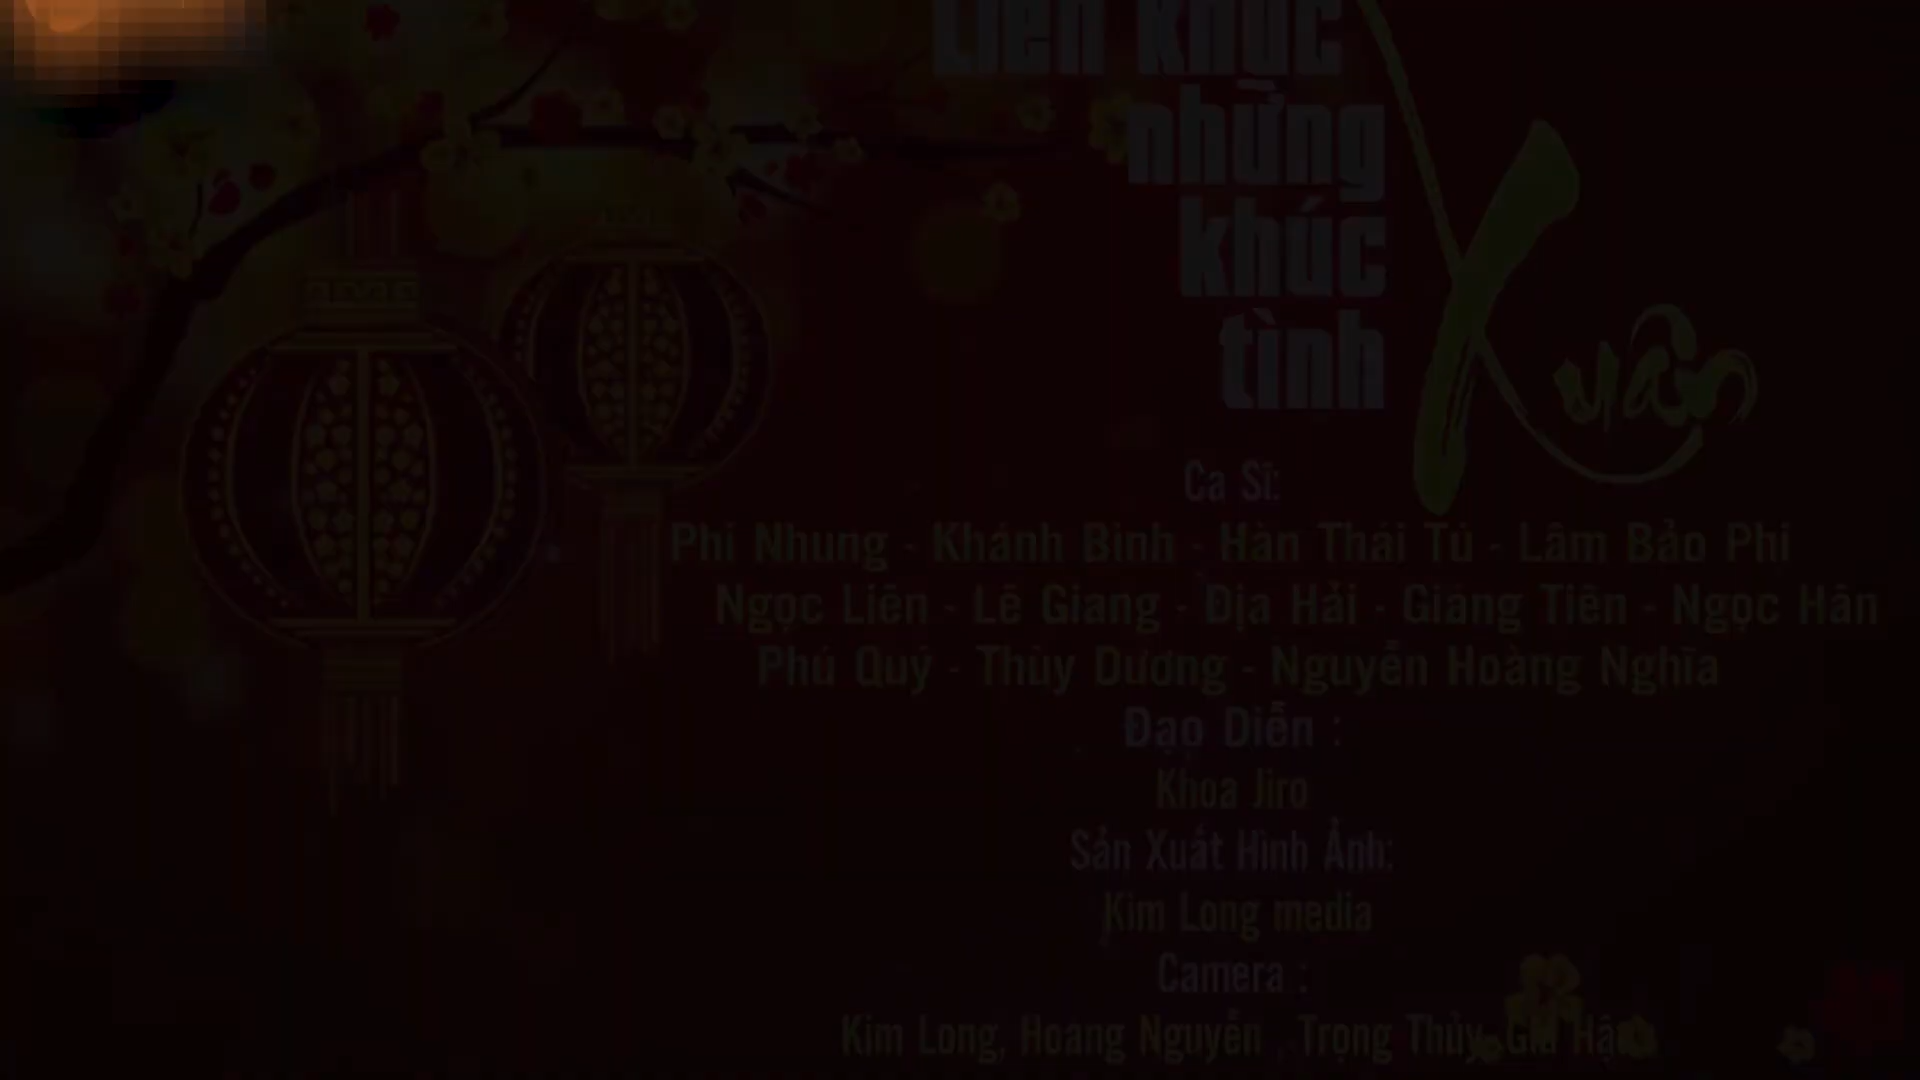 Liên khúc
những
khúc
tình
Xuân
Ca Sĩ:
Phi Nhung - Khánh Bình - Hàn Thái Tú - Lâm Bảo Phi
Ngọc Liên - Lê Giang - Địa Hải - Giáng Tiên - Ngọc Hân
Phú Quý - Thùy Dương - Nguyễn Hoàng Nghĩa
Đạo Diễn :
Khoa Jiro
Sản Xuất Hình Ảnh:
Kim Long media
Camera :
Kim Long, Hoàng Nguyễn , Trọng Thủy,